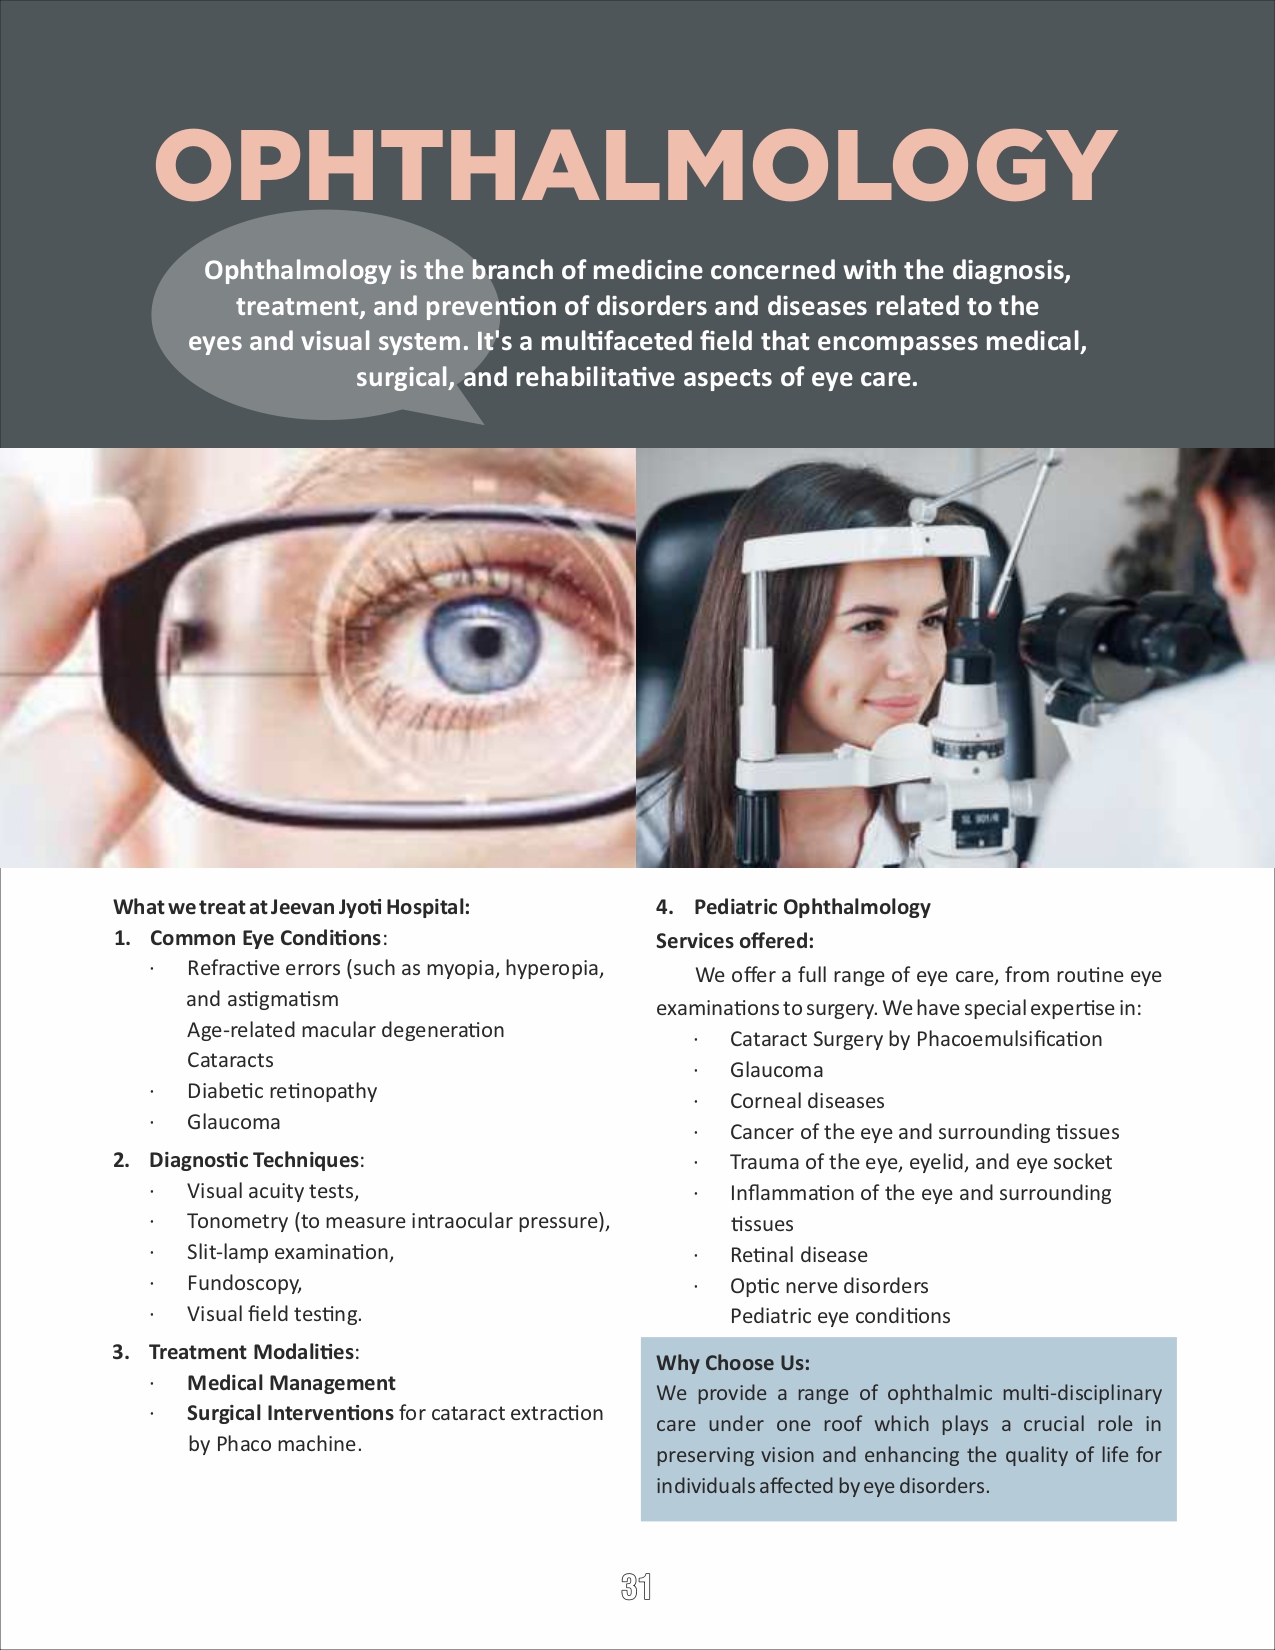 OPHTHALMOLOGY
Ophthalmology is the branch of medicine concerned with the diagnosis,
treatment, and prevention of disorders and diseases related to the
eyes and visual system. It's a multifaceted field that encompasses medical,
surgical, and rehabilitative aspects of eye care.
SL 901/R
What we treat at Jeevan Jyoti Hospital:
1. Common Eye Conditions:
· Refractive errors (such as myopia, hyperopia,
and astigmatism
Age-related macular degeneration
Cataracts
· Diabetic retinopathy
· Glaucoma
2. Diagnostic Techniques:
· Visual acuity tests,
· Tonometry (to measure intraocular pressure),
· Slit-lamp examination,
· Fundoscopy,
· Visual field testing.
3. Treatment Modalities:
· Medical Management
· Surgical Interventions for cataract extraction
by Phaco machine.
4. Pediatric Ophthalmology
Services offered:
We offer a full range of eye care, from routine eye
examinations to surgery. We have special expertise in:
· Cataract Surgery by Phacoemulsification
· Glaucoma
· Corneal diseases
· Cancer of the eye and surrounding tissues
· Trauma of the eye, eyelid, and eye socket
· Inflammation of the eye and surrounding
tissues
· Retinal disease
· Optic nerve disorders
Pediatric eye conditions
Why Choose Us:
We provide a range of ophthalmic multi-disciplinary
care under one roof which plays a crucial role in
preserving vision and enhancing the quality of life for
individuals affected by eye disorders.
31